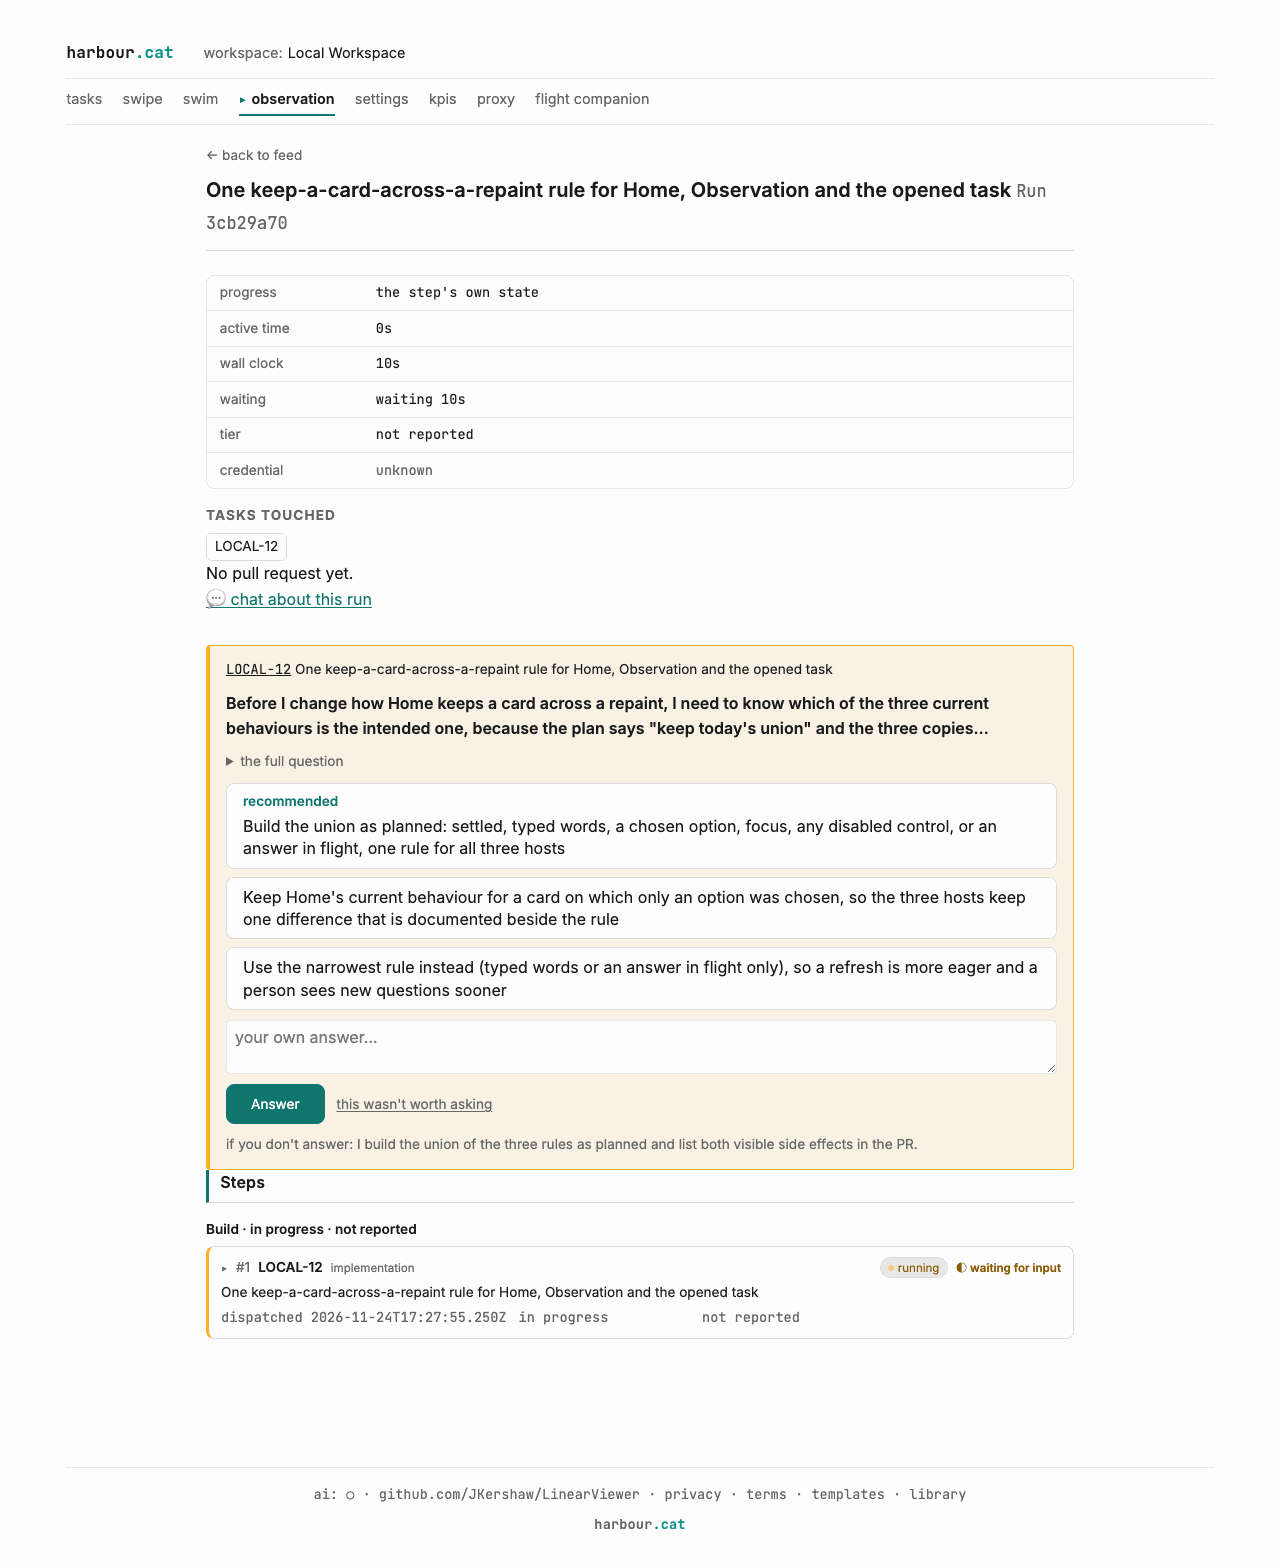 harbour.cat workspace: Local Workspace
tasks swipe swim ▸ observation settings kpis proxy flight companion
← back to feed
One keep-a-card-across-a-repaint rule for Home, Observation and the opened task Run
3cb29a70
progress the step's own state
active time 0s
wall clock 10s
waiting waiting 10s
tier not reported
credential unknown
TASKS TOUCHED
LOCAL-12
No pull request yet.
💬 chat about this run
LOCAL-12 One keep-a-card-across-a-repaint rule for Home, Observation and the opened task
Before I change how Home keeps a card across a repaint, I need to know which of the three current
behaviours is the intended one, because the plan says "keep today's union" and the three copies…
▶ the full question
recommended
Build the union as planned: settled, typed words, a chosen option, focus, any disabled control, or an
answer in flight, one rule for all three hosts
Keep Home's current behaviour for a card on which only an option was chosen, so the three hosts keep
one difference that is documented beside the rule
Use the narrowest rule instead (typed words or an answer in flight only), so a refresh is more eager and a
person sees new questions sooner
your own answer...
Answer this wasn't worth asking
if you don't answer: I build the union of the three rules as planned and list both visible side effects in the PR.
Steps
Build · in progress · not reported
▸ #1 LOCAL-12 implementation ● running ◐ waiting for input
One keep-a-card-across-a-repaint rule for Home, Observation and the opened task
dispatched 2026-11-24T17:27:55.250Z in progress not reported
ai: ○ · github.com/JKershaw/LinearViewer · privacy · terms · templates · library
harbour.cat